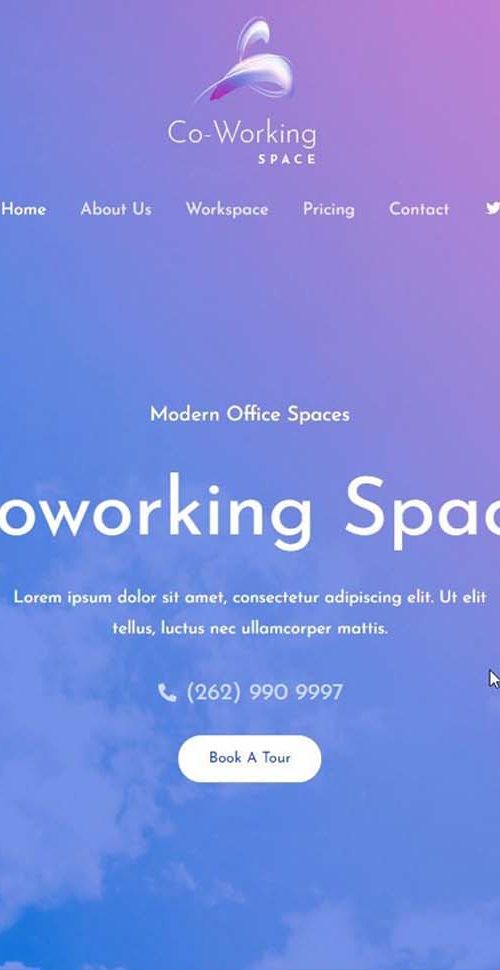 Co-Working
SPACE
Home About Us Workspace Pricing Contact
Modern Office Spaces
oworking Spac
Lorem ipsum dolor sit amet, consectetur adipiscing elit. Ut elit
tellus, luctus nec ullamcorper mattis.
(262) 990 9997
Book A Tour